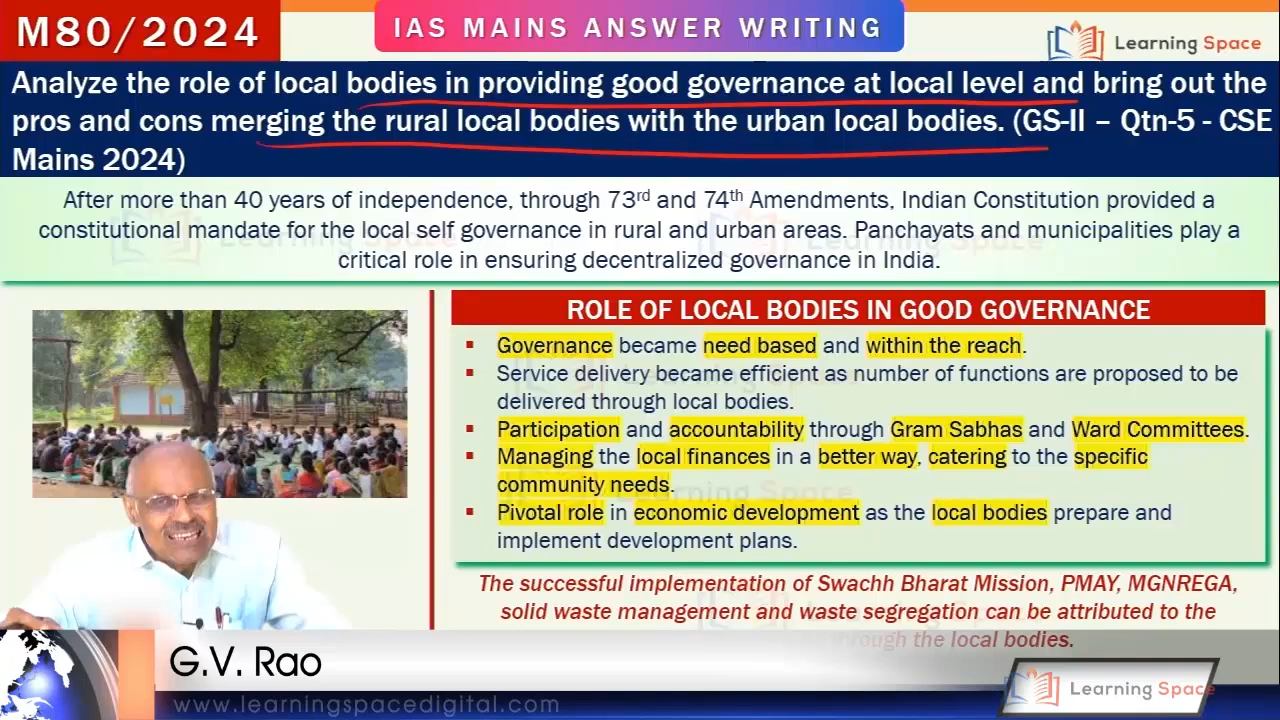 M80/2024
IAS MAINS ANSWER WRITING
Learning Space
Analyze the role of local bodies in providing good governance at local level and bring out the
pros and cons merging the rural local bodies with the urban local bodies. (GS-II – Qtn-5 - CSE
Mains 2024)
After more than 40 years of independence, through 73rd and 74th Amendments, Indian Constitution provided a
constitutional mandate for the local self governance in rural and urban areas. Panchayats and municipalities play a
critical role in ensuring decentralized governance in India.
ROLE OF LOCAL BODIES IN GOOD GOVERNANCE
▪ Governance became need based and within the reach.
▪ Service delivery became efficient as number of functions are proposed to be
delivered through local bodies.
▪ Participation and accountability through Gram Sabhas and Ward Committees.
▪ Managing the local finances in a better way, catering to the specific
community needs.
▪ Pivotal role in economic development as the local bodies prepare and
implement development plans.
The successful implementation of Swachh Bharat Mission, PMAY, MGNREGA,
solid waste management and waste segregation can be attributed to the
through the local bodies.
G.V. Rao
www.learningspacedigital.com
Learning Space